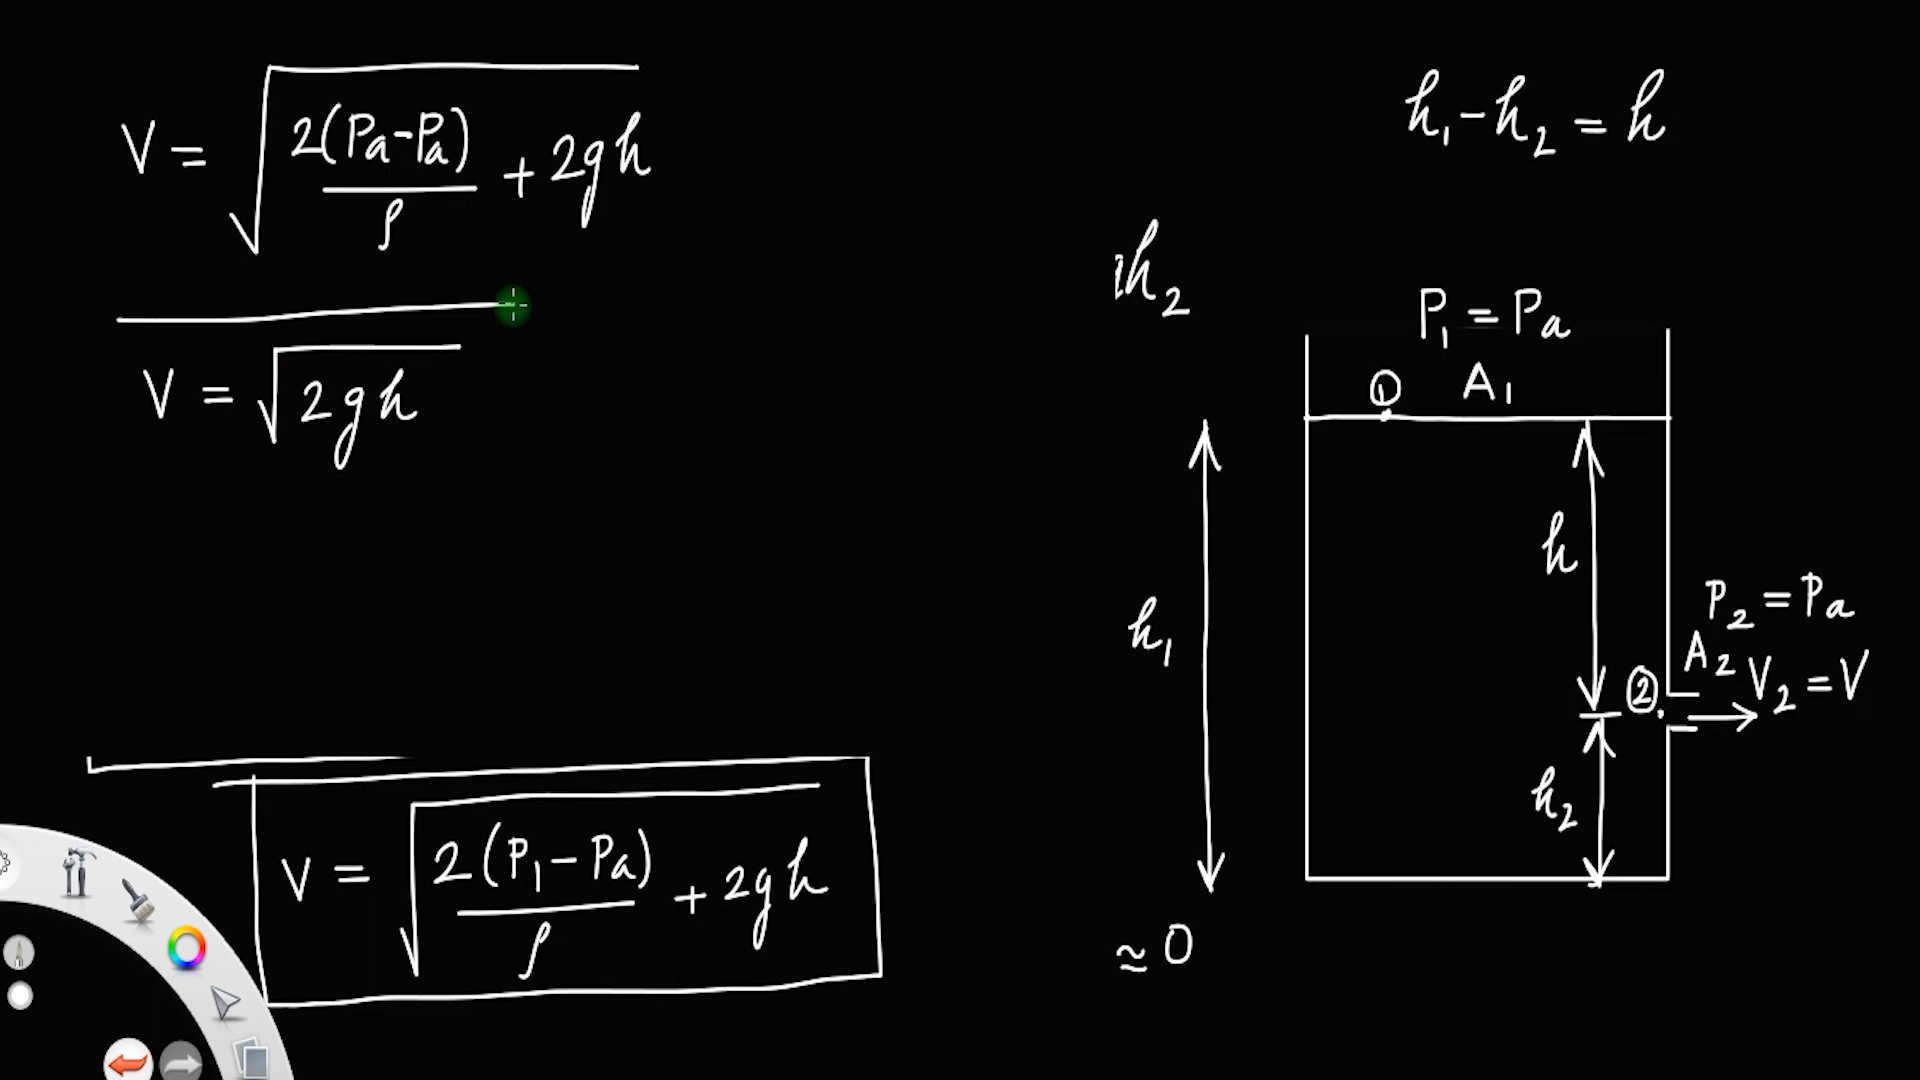 V = √(2(Pa-Pa)/ρ + 2gh)
V = √(2gh)
V = √(2(P₁-Pa)/ρ + 2gh)
h₁-h₂ = h
h₂
P₁ = Pa
① A₁
h
h₁
P₂ = Pa
A₂
② V₂ = V
h₂
≈ 0